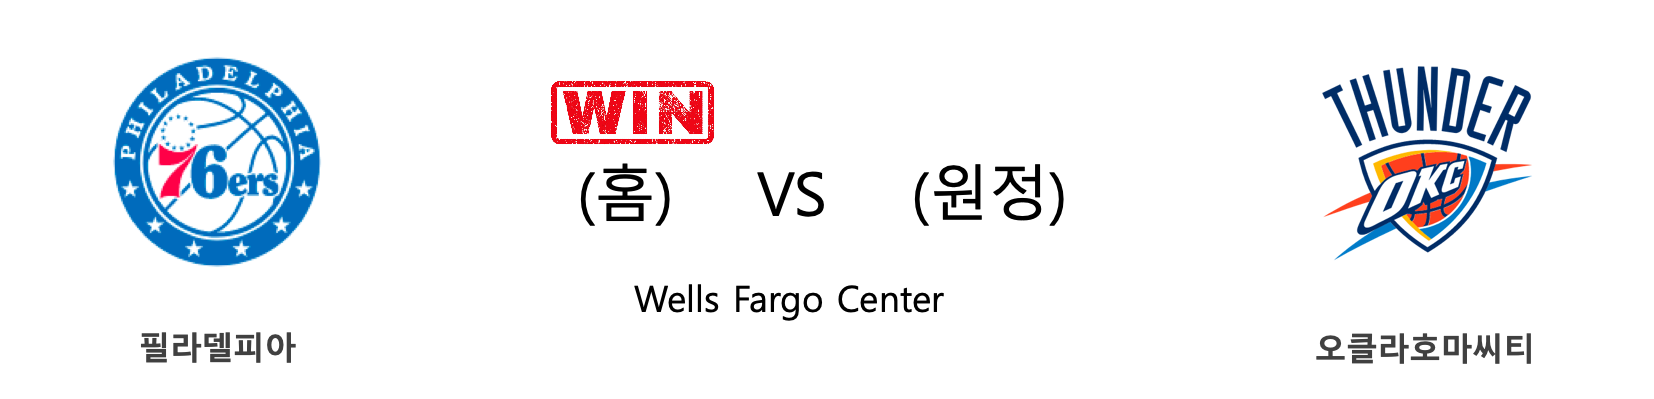 PHILADELPHIA
76ers
필라델피아
WIN
(홈) VS (원정)
Wells Fargo Center
THUNDER
OKC
오클라호마씨티